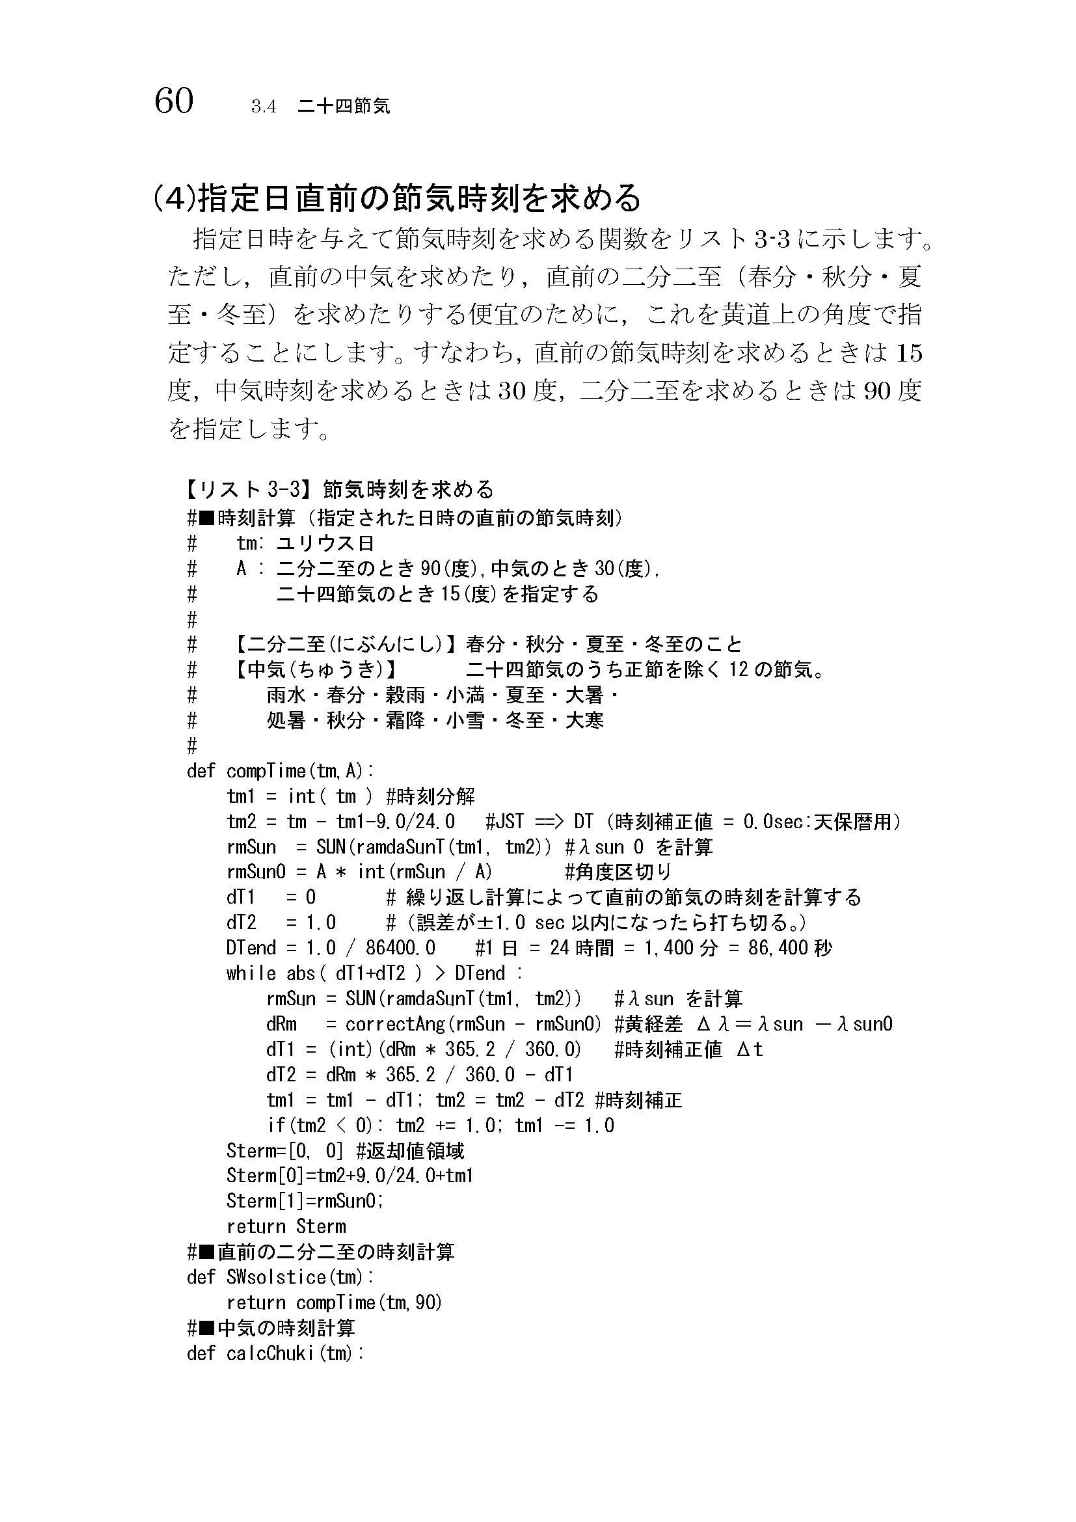 60 3.4 二十四節気
(4)指定日直前の節気時刻を求める
指定日時を与えて節気時刻を求める関数をリスト3-3に示します。
ただし，直前の中気を求めたり，直前の二分二至（春分・秋分・夏
至・冬至）を求めたりする便宜のために，これを黄道上の角度で指
定することにします。すなわち，直前の節気時刻を求めるときは 15
度，中気時刻を求めるときは 30 度，二分二至を求めるときは 90 度
を指定します。
【リスト 3-3】節気時刻を求める
#■時刻計算（指定された日時の直前の節気時刻）
#    tm: ユリウス日
#    A : 二分二至のとき 90(度),中気のとき 30(度).
#        二十四節気のとき 15(度)を指定する
#
#    【二分二至(にぶんにし)】春分・秋分・夏至・冬至のこと
#    【中気(ちゅうき)】       二十四節気のうち正節を除く 12 の節気。
#       雨水・春分・穀雨・小満・夏至・大暑・
#       処暑・秋分・霜降・小雪・冬至・大寒
#
def compTime(tm,A):
    tm1 = int( tm ) #時刻分解
    tm2 = tm - tm1-9.0/24.0   #JST ==> DT（時刻補正値 = 0.0sec:天保暦用）
    rmSun  = SUN(ramdaSunT(tm1, tm2)) #λsun 0 を計算
    rmSun0 = A * int(rmSun / A)       #角度区切り
    dT1   = 0       # 繰り返し計算によって直前の節気の時刻を計算する
    dT2   = 1.0     #（誤差が±1.0 sec 以内になったら打ち切る。）
    DTend = 1.0 / 86400.0    #1 日 = 24 時間 = 1,400 分 = 86,400 秒
    while abs( dT1+dT2 ) > DTend :
        rmSun = SUN(ramdaSunT(tm1, tm2))   #λsun を計算
        dRm   = correctAng(rmSun - rmSun0) #黄経差 Δλ＝λsun －λsun0
        dT1 = (int)(dRm * 365.2 / 360.0)   #時刻補正値 Δt
        dT2 = dRm * 365.2 / 360.0 - dT1
        tm1 = tm1 - dT1; tm2 = tm2 - dT2 #時刻補正
        if(tm2 < 0): tm2 += 1.0; tm1 -= 1.0
    Sterm=[0, 0] #返却値領域
    Sterm[0]=tm2+9.0/24.0+tm1
    Sterm[1]=rmSun0;
    return Sterm
#■直前の二分二至の時刻計算
def SWsolstice(tm):
    return compTime(tm,90)
#■中気の時刻計算
def calcChuki(tm):